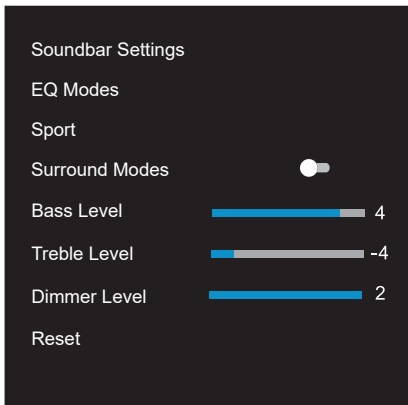 Soundbar Settings
EQ Modes
Sport
Surround Modes
Bass Level 4
Treble Level -4
Dimmer Level 2
Reset